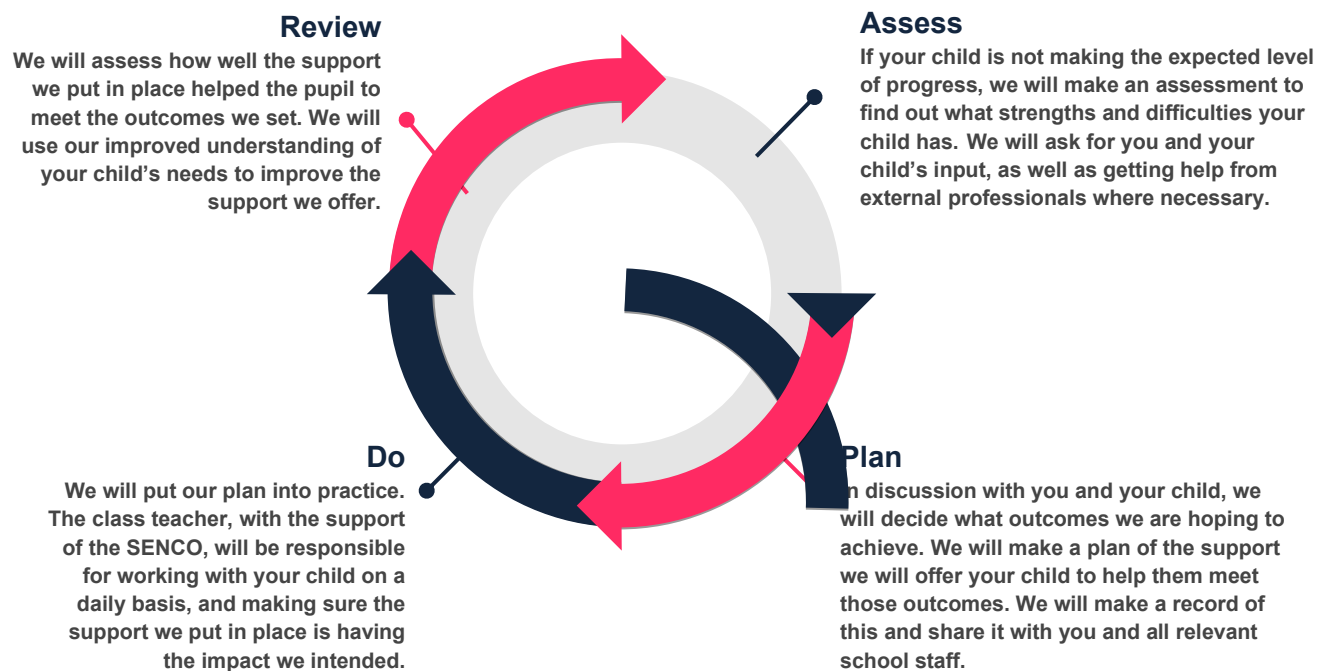 Review
We will assess how well the support
we put in place helped the pupil to
meet the outcomes we set. We will
use our improved understanding of
your child's needs to improve the
support we offer.
Assess
If your child is not making the expected level
of progress, we will make an assessment to
find out what strengths and difficulties your
child has. We will ask for you and your
child's input, as well as getting help from
external professionals where necessary.
Do
We will put our plan into practice.
The class teacher, with the support
of the SENCO, will be responsible
for working with your child on a
daily basis, and making sure the
support we put in place is having
the impact we intended.
Plan
In discussion with you and your child, we
will decide what outcomes we are hoping to
achieve. We will make a plan of the support
we will offer your child to help them meet
those outcomes. We will make a record of
this and share it with you and all relevant
school staff.